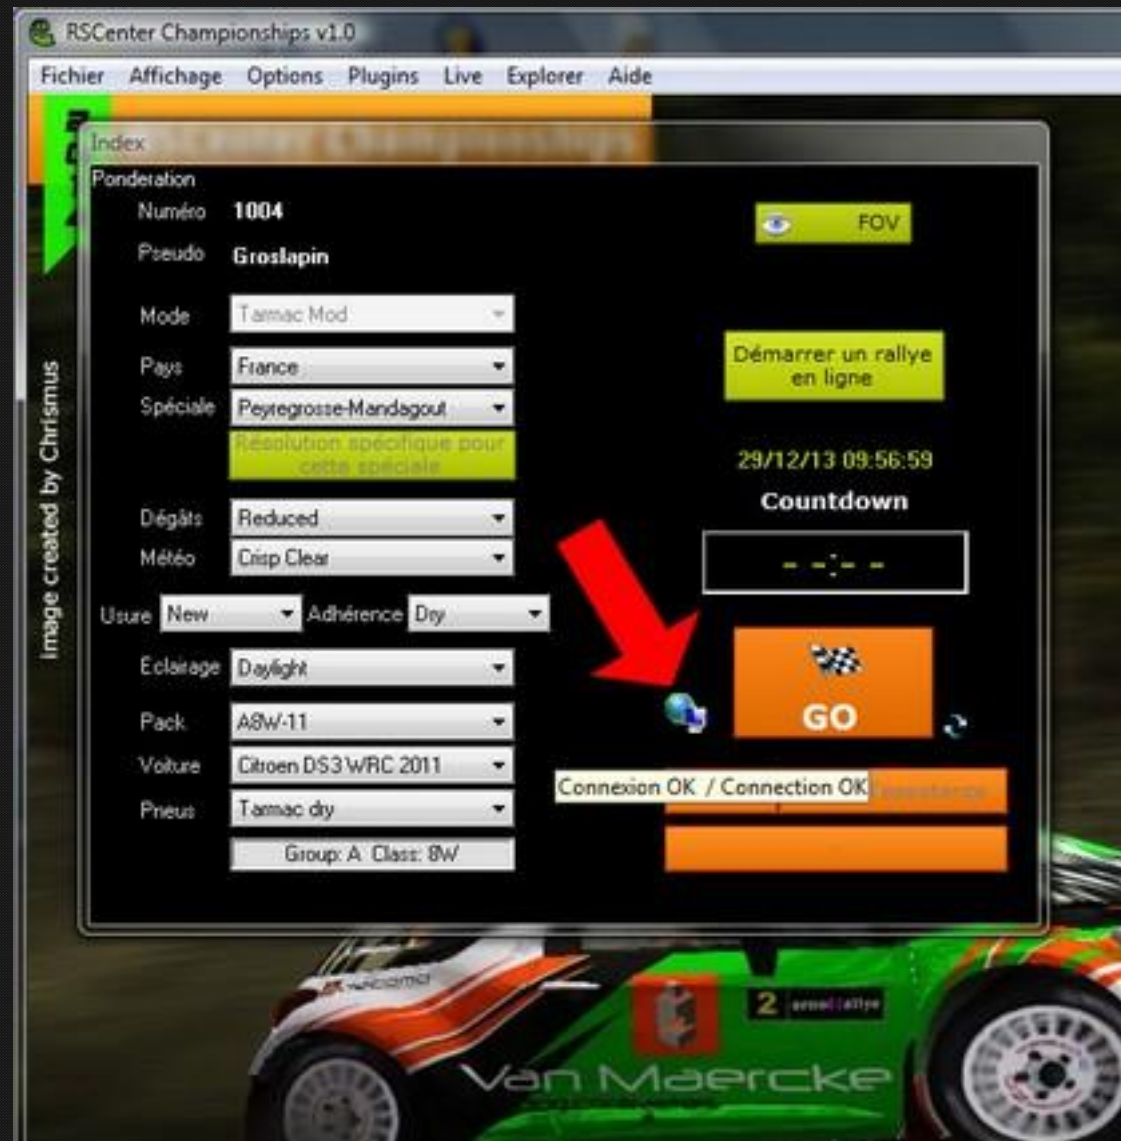 RSCenter Championships v1.0
Fichier Affichage Options Plugins Live Explorer Aide
Index
Ponderation
Numéro 1004
FOV
Pseudo Groslapin
Mode Tarmac Mod
Démarrer un rallye
en ligne
Pays France
Spéciale Peyregrosse-Mandagout
Résolution spécifique pour
cette spéciale
29/12/13 09:56:59
Countdown
Dégâts Reduced
Météo Crisp Clear
--:--
Usure New Adhérence Dry
Eclairage Daylight
GO
Pack A8W-11
Voiture Citroen DS3 WRC 2011
Connexion OK / Connection OK
Pneus Tarmac dry
Group: A Class: 8W
Image created by Chrismus
2
Van Maercke